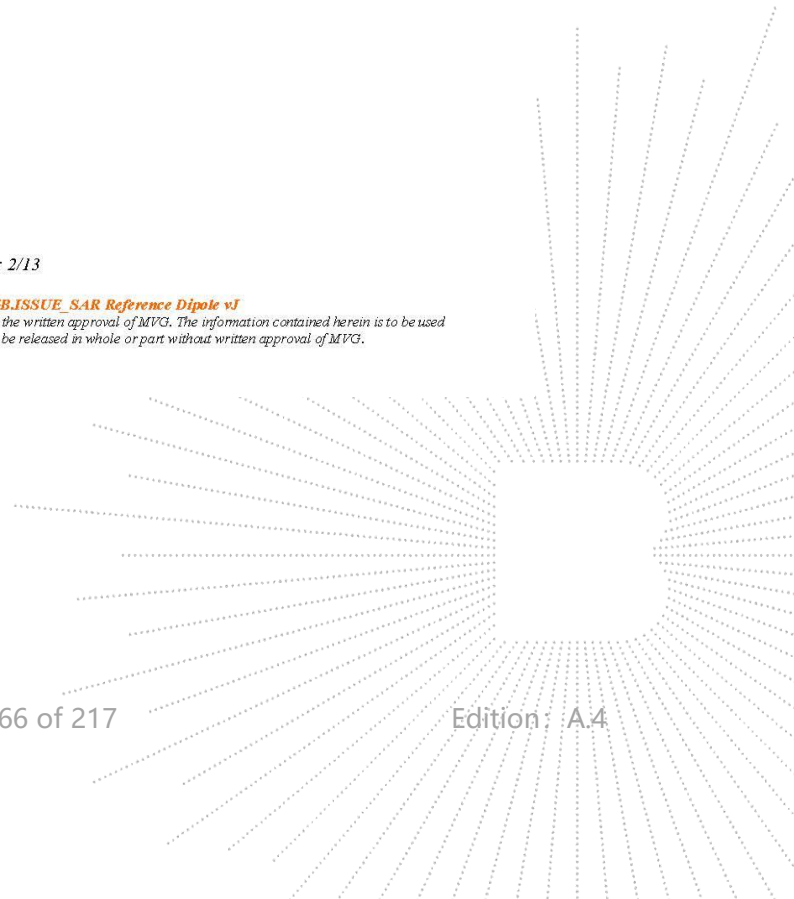 : 2/13
B.ISSUE_SAR Reference Dipole vJ
the written approval of MVG. The information contained herein is to be used
be released in whole or part without written approval of MVG.
66 of 217 Edition: A.4